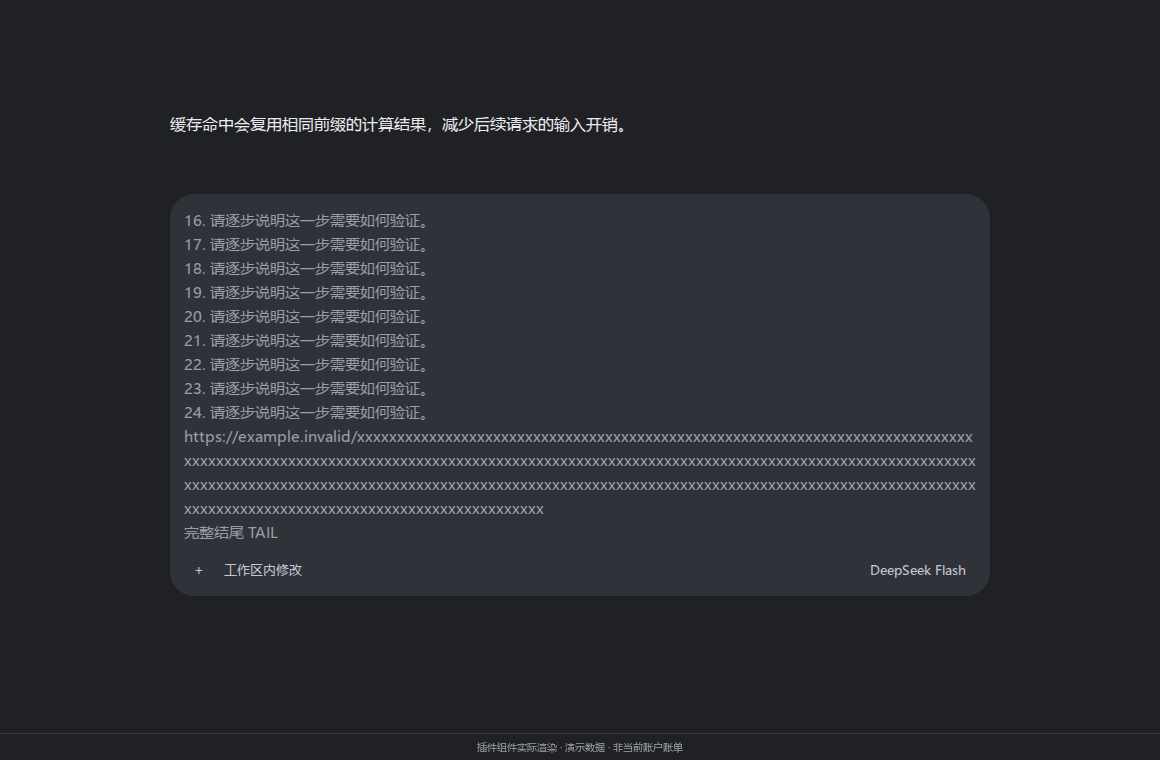 缓存命中会复用相同前缀的计算结果，减少后续请求的输入开销。
16. 请逐步说明这一步需要如何验证。
17. 请逐步说明这一步需要如何验证。
18. 请逐步说明这一步需要如何验证。
19. 请逐步说明这一步需要如何验证。
20. 请逐步说明这一步需要如何验证。
21. 请逐步说明这一步需要如何验证。
22. 请逐步说明这一步需要如何验证。
23. 请逐步说明这一步需要如何验证。
24. 请逐步说明这一步需要如何验证。
https://example.invalid/xxxxxxxxxxxxxxxxxxxxxxxxxxxxxxxxxxxxxxxxxxxxxxxxxxxxxxxxxxxxxxxxxxxxxxxxxxxxx
xxxxxxxxxxxxxxxxxxxxxxxxxxxxxxxxxxxxxxxxxxxxxxxxxxxxxxxxxxxxxxxxxxxxxxxxxxxxxxxxxxxxxxxxxxxxxxxxxxx
xxxxxxxxxxxxxxxxxxxxxxxxxxxxxxxxxxxxxxxxxxxxxxxxxxxxxxxxxxxxxxxxxxxxxxxxxxxxxxxxxxxxxxxxxxxxxxxxxxx
xxxxxxxxxxxxxxxxxxxxxxxxxxxxxxxxxxxxxxxxxxxxx
完整结尾 TAIL
+ 工作区内修改 DeepSeek Flash
插件组件实际渲染 · 演示数据 · 非当前账户账单